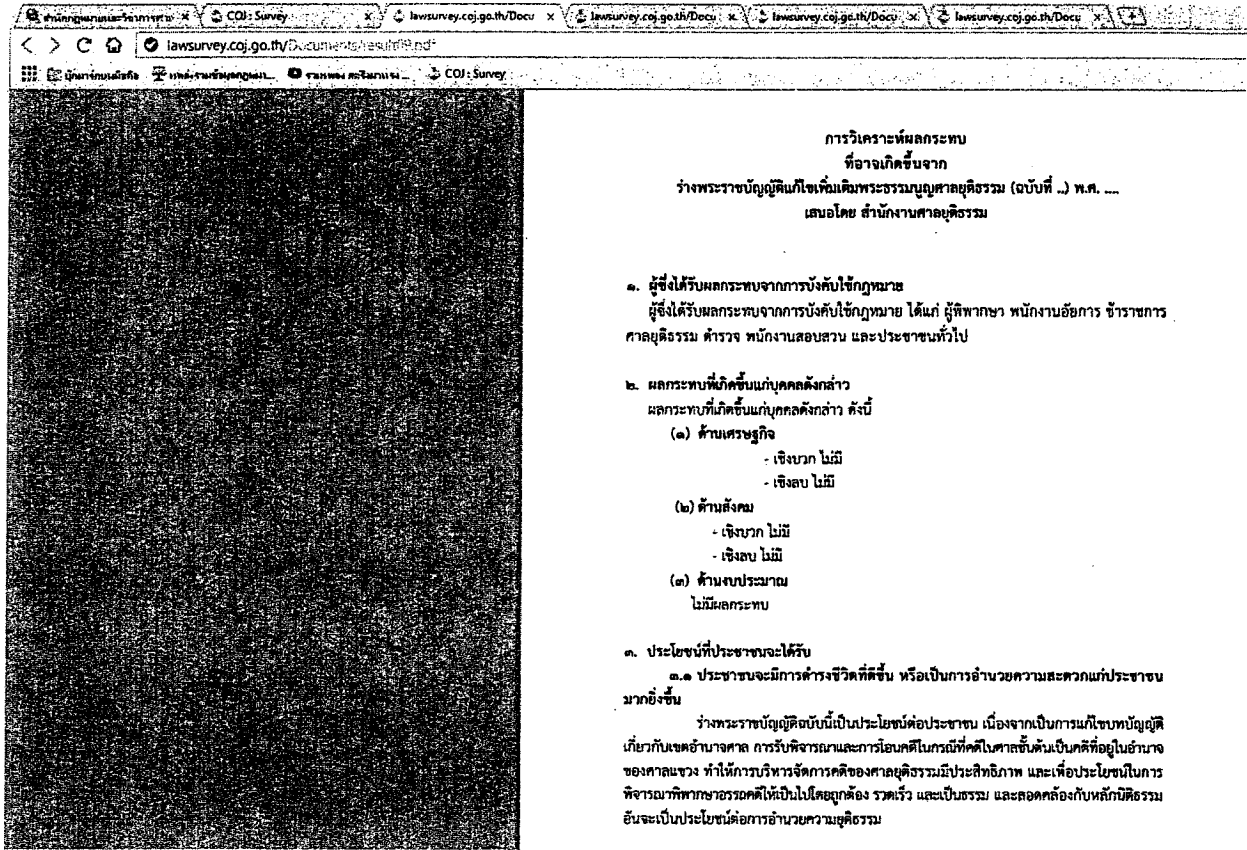 COJ : Survey
lawsurvey.coj.go.th/Docu
lawsurvey.coj.go.th/Docu
lawsurvey.coj.go.th/Docu
lawsurvey.coj.go.th/Docu
lawsurvey.coj.go.th/Documents/result/
COJ : Survey
การวิเคราะห์ผลกระทบ
ที่อาจเกิดขึ้นจาก
ร่างพระราชบัญญัติแก้ไขเพิ่มเติมพระธรรมนูญศาลยุติธรรม (ฉบับที่ ..) พ.ศ. ....
เสนอโดย สำนักงานศาลยุติธรรม
๑. ผู้ซึ่งได้รับผลกระทบจากการบังคับใช้กฎหมาย
ผู้ซึ่งได้รับผลกระทบจากการบังคับใช้กฎหมาย ได้แก่ ผู้พิพากษา พนักงานอัยการ ข้าราชการ
ศาลยุติธรรม ตำรวจ พนักงานสอบสวน และประชาชนทั่วไป
๒. ผลกระทบที่เกิดขึ้นแก่บุคคลดังกล่าว
ผลกระทบที่เกิดขึ้นแก่บุคคลดังกล่าว ดังนี้
(๑) ด้านเศรษฐกิจ
- เชิงบวก ไม่มี
- เชิงลบ ไม่มี
(๒) ด้านสังคม
- เชิงบวก ไม่มี
- เชิงลบ ไม่มี
(๓) ด้านงบประมาณ
ไม่มีผลกระทบ
๓. ประโยชน์ที่ประชาชนจะได้รับ
๓.๑ ประชาชนจะมีการดำรงชีวิตที่ดีขึ้น หรือเป็นการอำนวยความสะดวกแก่ประชาชน
มากยิ่งขึ้น
ร่างพระราชบัญญัติฉบับนี้เป็นประโยชน์ต่อประชาชน เนื่องจากเป็นการแก้ไขบทบัญญัติ
เกี่ยวกับเขตอำนาจศาล การรับพิจารณาและการโอนคดีในกรณีที่คดีในศาลชั้นต้นเป็นคดีที่อยู่ในอำนาจ
ของศาลแขวง ทำให้การบริหารจัดการคดีของศาลยุติธรรมมีประสิทธิภาพ และเพื่อประโยชน์ในการ
พิจารณาพิพากษาอรรถคดีให้เป็นไปโดยถูกต้อง รวดเร็ว และเป็นธรรม และสอดคล้องกับหลักนิติธรรม
อันจะเป็นประโยชน์ต่อการอำนวยความยุติธรรม